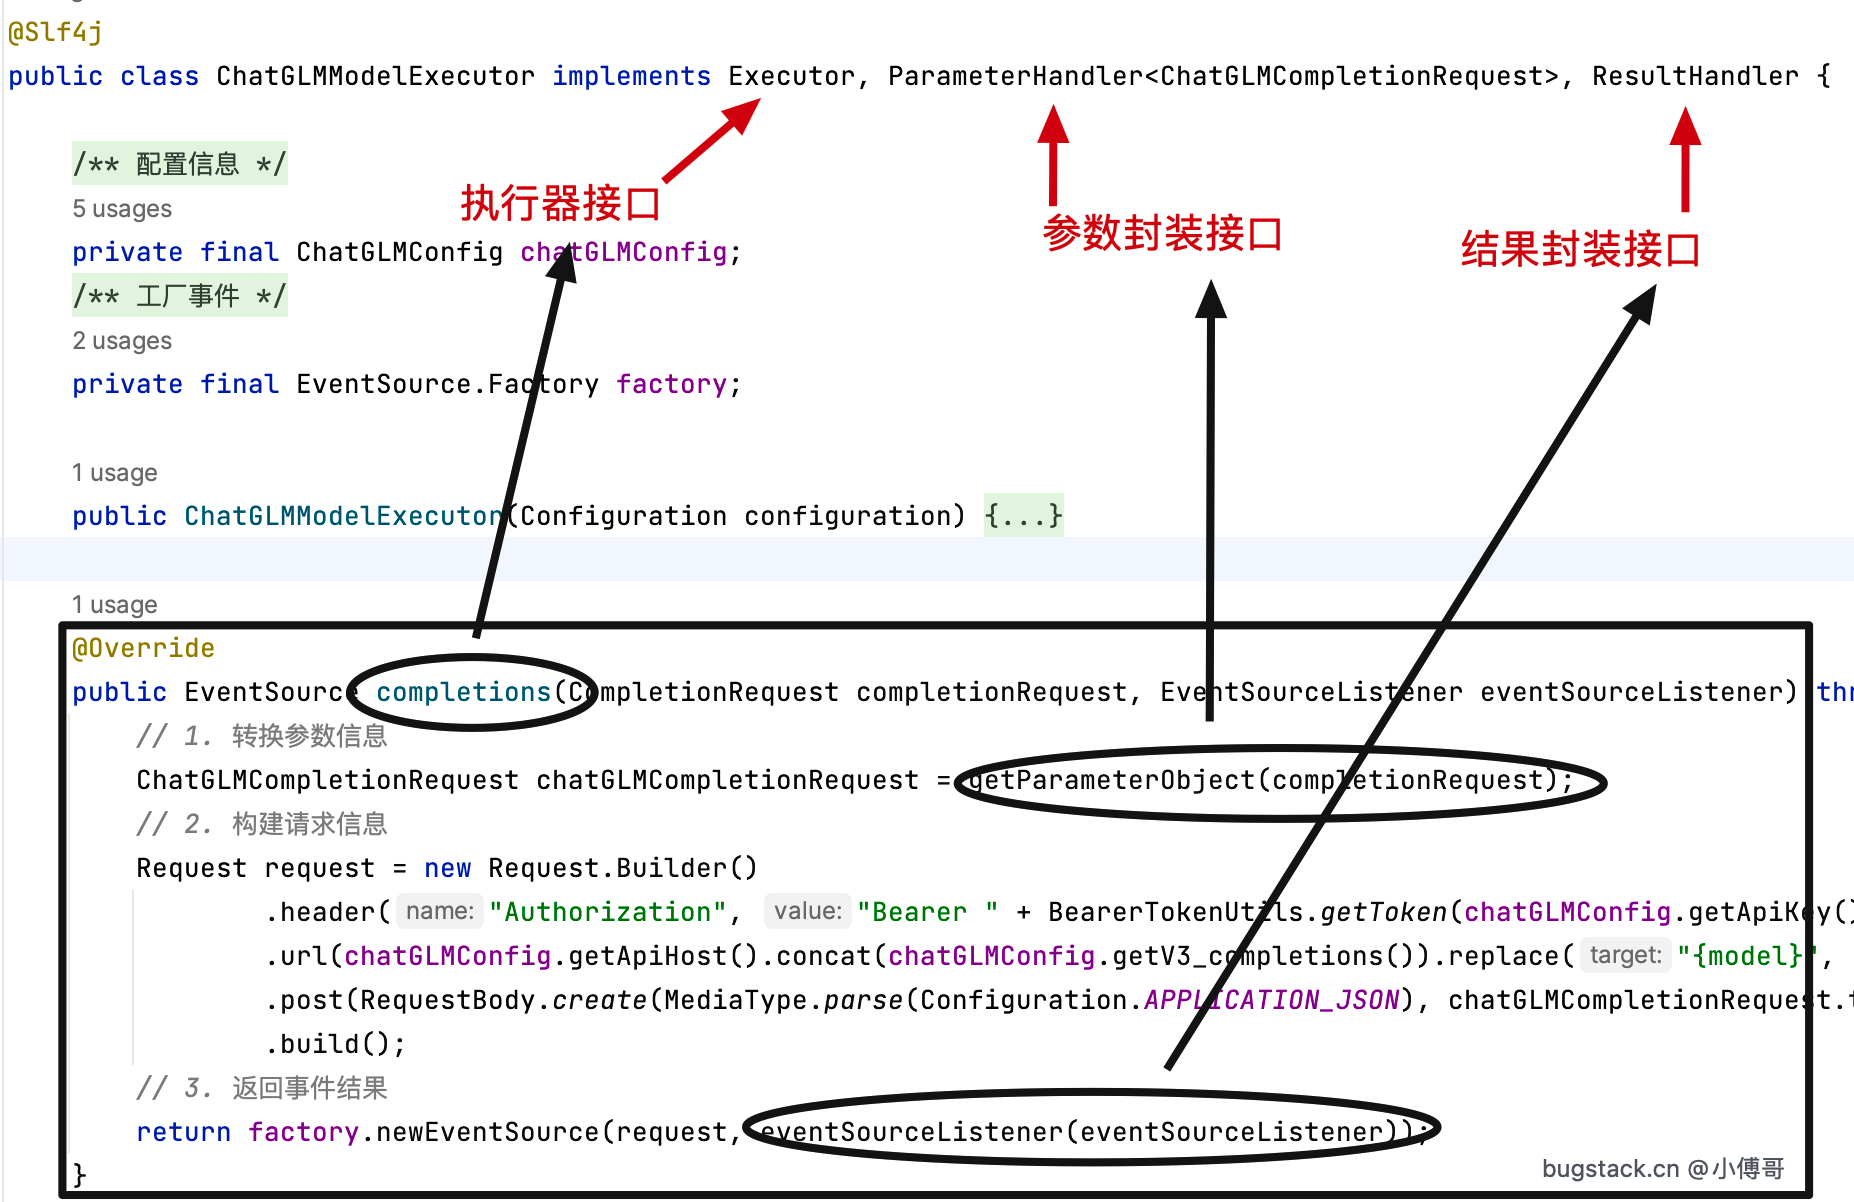 @Slf4j
public class ChatGLMModelExecutor implements Executor, ParameterHandler<ChatGLMCompletionRequest>, ResultHandler {
/** 配置信息 */
执行器接口
参数封装接口
结果封装接口
5 usages
private final ChatGLMConfig chatGLMConfig;
/** 工厂事件 */
2 usages
private final EventSource.Factory factory;
1 usage
public ChatGLMModelExecutor(Configuration configuration) {...}
1 usage
@Override
public EventSource completions(CompletionRequest completionRequest, EventSourceListener eventSourceListener) thr
// 1. 转换参数信息
ChatGLMCompletionRequest chatGLMCompletionRequest = getParameterObject(completionRequest);
// 2. 构建请求信息
Request request = new Request.Builder()
.header( name: "Authorization", value: "Bearer " + BearerTokenUtils.getToken(chatGLMConfig.getApiKey()
.url(chatGLMConfig.getApiHost().concat(chatGLMConfig.getV3_completions()).replace( target: "{model}",
.post(RequestBody.create(MediaType.parse(Configuration.APPLICATION_JSON), chatGLMCompletionRequest.t
.build();
// 3. 返回事件结果
return factory.newEventSource(request, eventSourceListener(eventSourceListener));
}
bugstack.cn @小傅哥